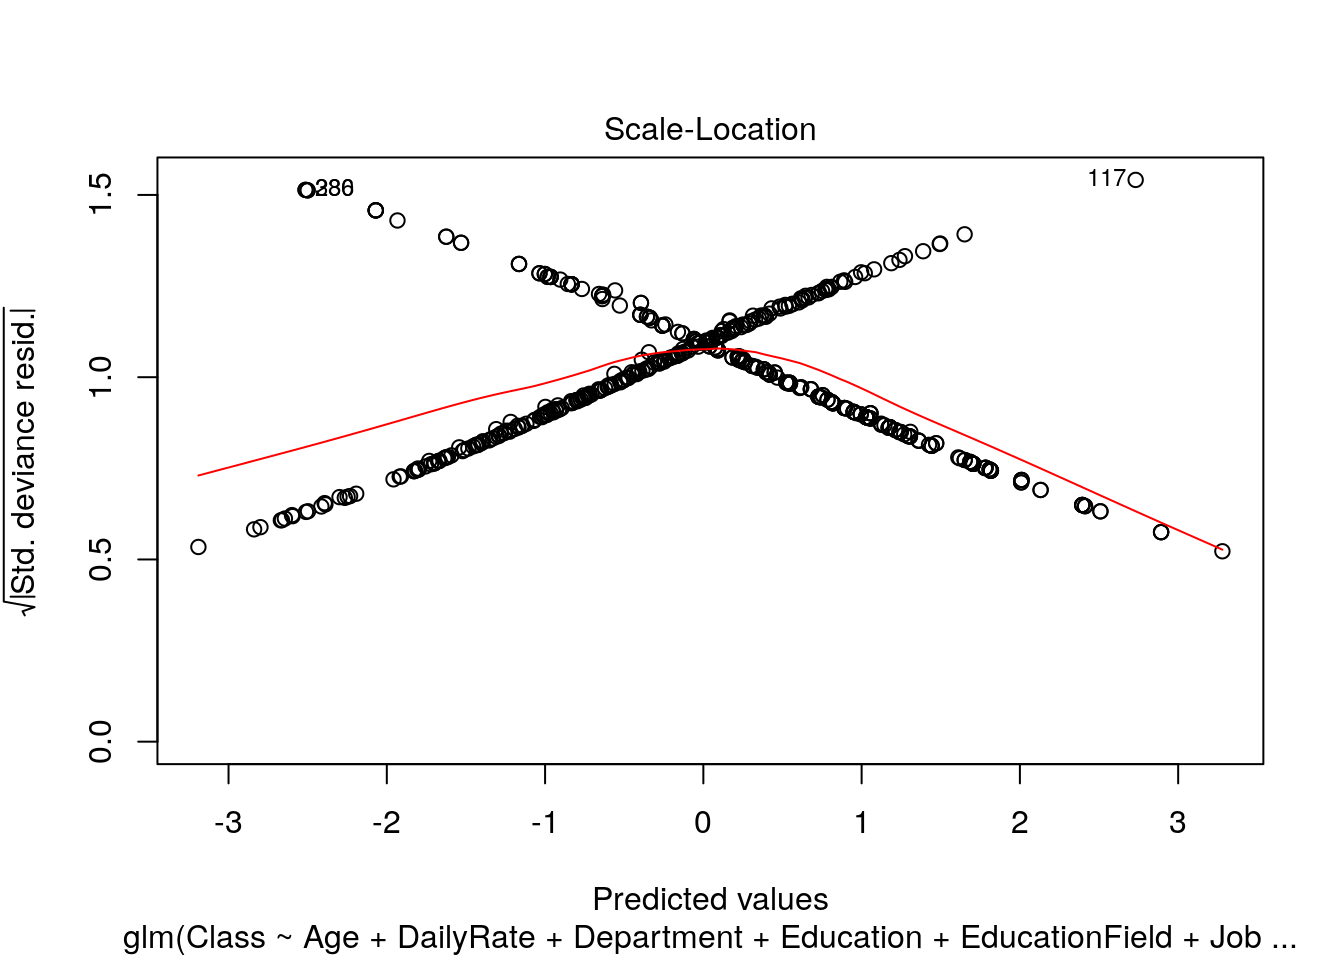 Scale-Location
√|Std. deviance resid.|
1.5
1.0
0.5
0.0
117
-3 -2 -1 0 1 2 3
Predicted values
glm(Class ~ Age + DailyRate + Department + Education + EducationField + Job ...